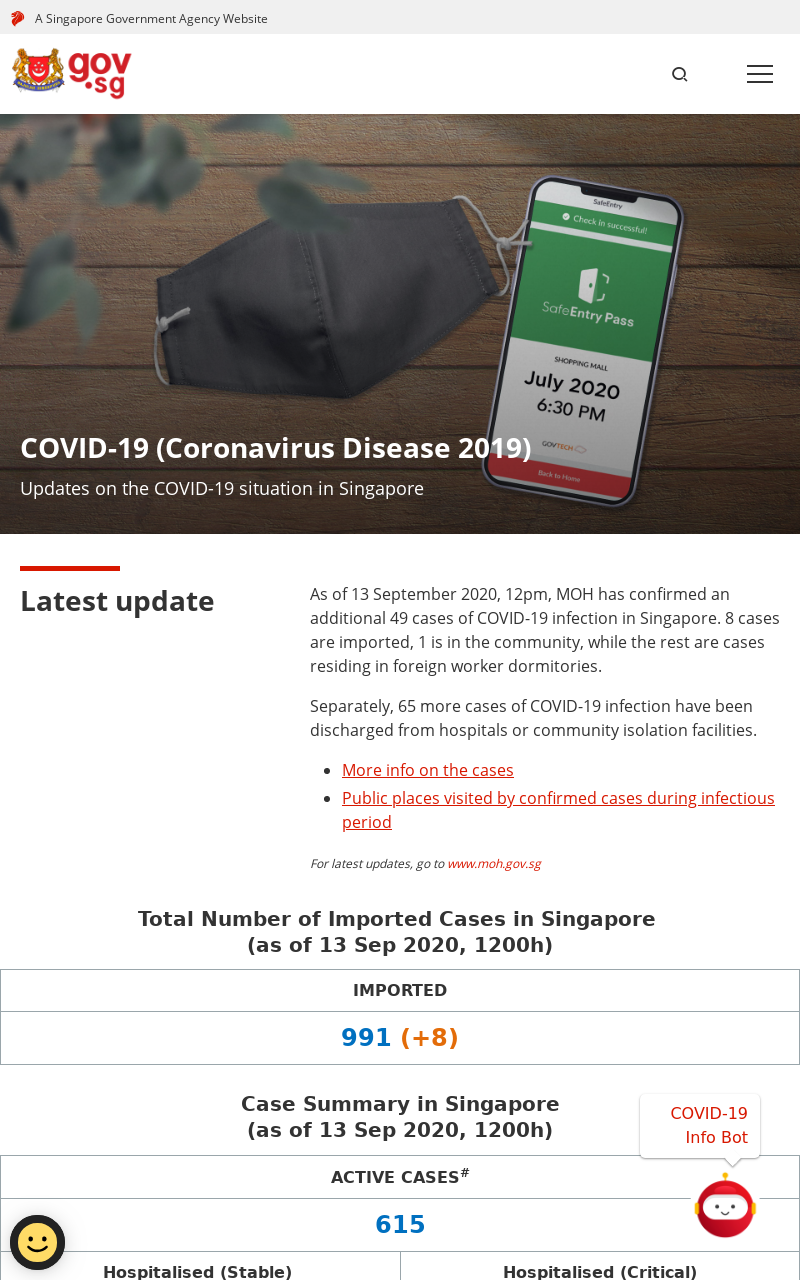 A Singapore Government Agency Website
gov
.sg
SafeEntry
Check in successful!
SafeEntry Pass
SHOPPING MALL
July 2020
6:30 PM
GOVTECH
Back to Home
COVID-19 (Coronavirus Disease 2019)
Updates on the COVID-19 situation in Singapore
Latest update
As of 13 September 2020, 12pm, MOH has confirmed an
additional 49 cases of COVID-19 infection in Singapore. 8 cases
are imported, 1 is in the community, while the rest are cases
residing in foreign worker dormitories.
Separately, 65 more cases of COVID-19 infection have been
discharged from hospitals or community isolation facilities.
More info on the cases
Public places visited by confirmed cases during infectious
period
For latest updates, go to www.moh.gov.sg
Total Number of Imported Cases in Singapore
(as of 13 Sep 2020, 1200h)
IMPORTED
991 (+8)
Case Summary in Singapore
(as of 13 Sep 2020, 1200h)
COVID-19
Info Bot
ACTIVE CASES#
615
Hospitalised (Stable) Hospitalised (Critical)